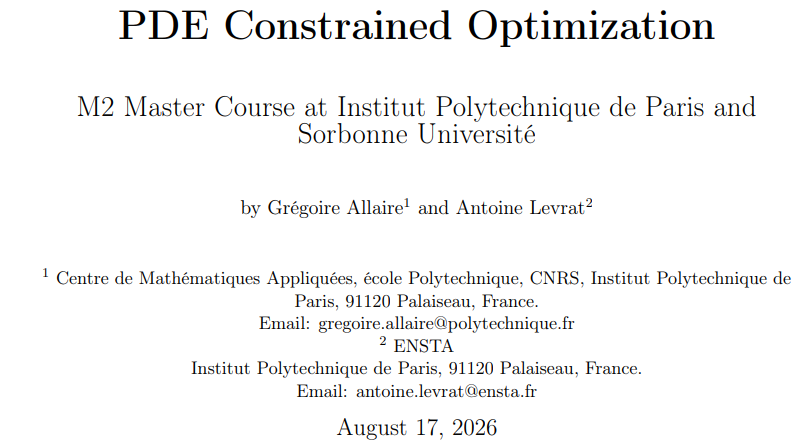 PDE Constrained Optimization
M2 Master Course at Institut Polytechnique de Paris and
Sorbonne Université
by Grégoire Allaire¹ and Antoine Levrat²
¹ Centre de Mathématiques Appliquées, école Polytechnique, CNRS, Institut Polytechnique de
Paris, 91120 Palaiseau, France.
Email: gregoire.allaire@polytechnique.fr
² ENSTA
Institut Polytechnique de Paris, 91120 Palaiseau, France.
Email: antoine.levrat@ensta.fr
August 17, 2026